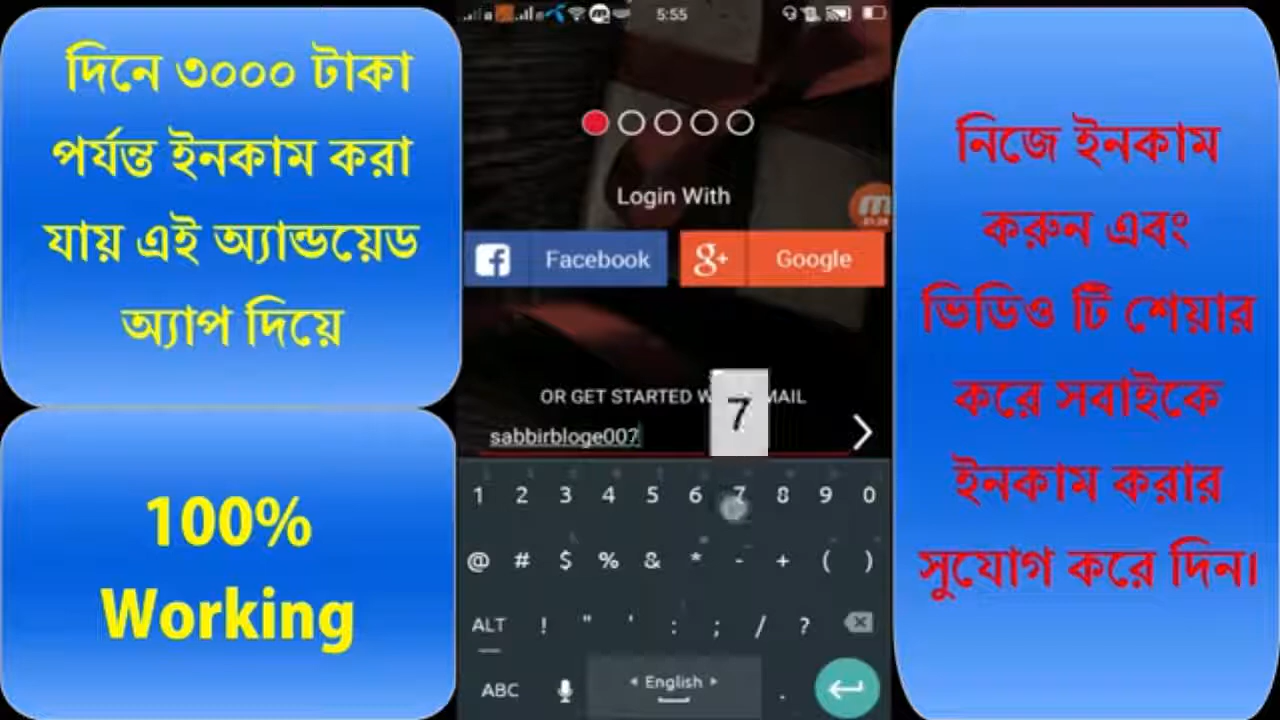 দিনে ৩০০০ টাকা
পর্যন্ত ইনকাম করা
যায় এই অ্যান্ডয়েড
অ্যাপ দিয়ে
100%
Working
5:55
Login With
Facebook
g+ Google
OR GET STARTED W MAIL
sabbirbloge007
7
1 2 3 4 5 6 7 8 9 0
@ # $ % & * - + ( )
ALT ! " ' : ; / ?
ABC English .
নিজে ইনকাম
করুন এবং
ভিডিও টি শেয়ার
করে সবাইকে
ইনকাম করার
সুযোগ করে দিন।